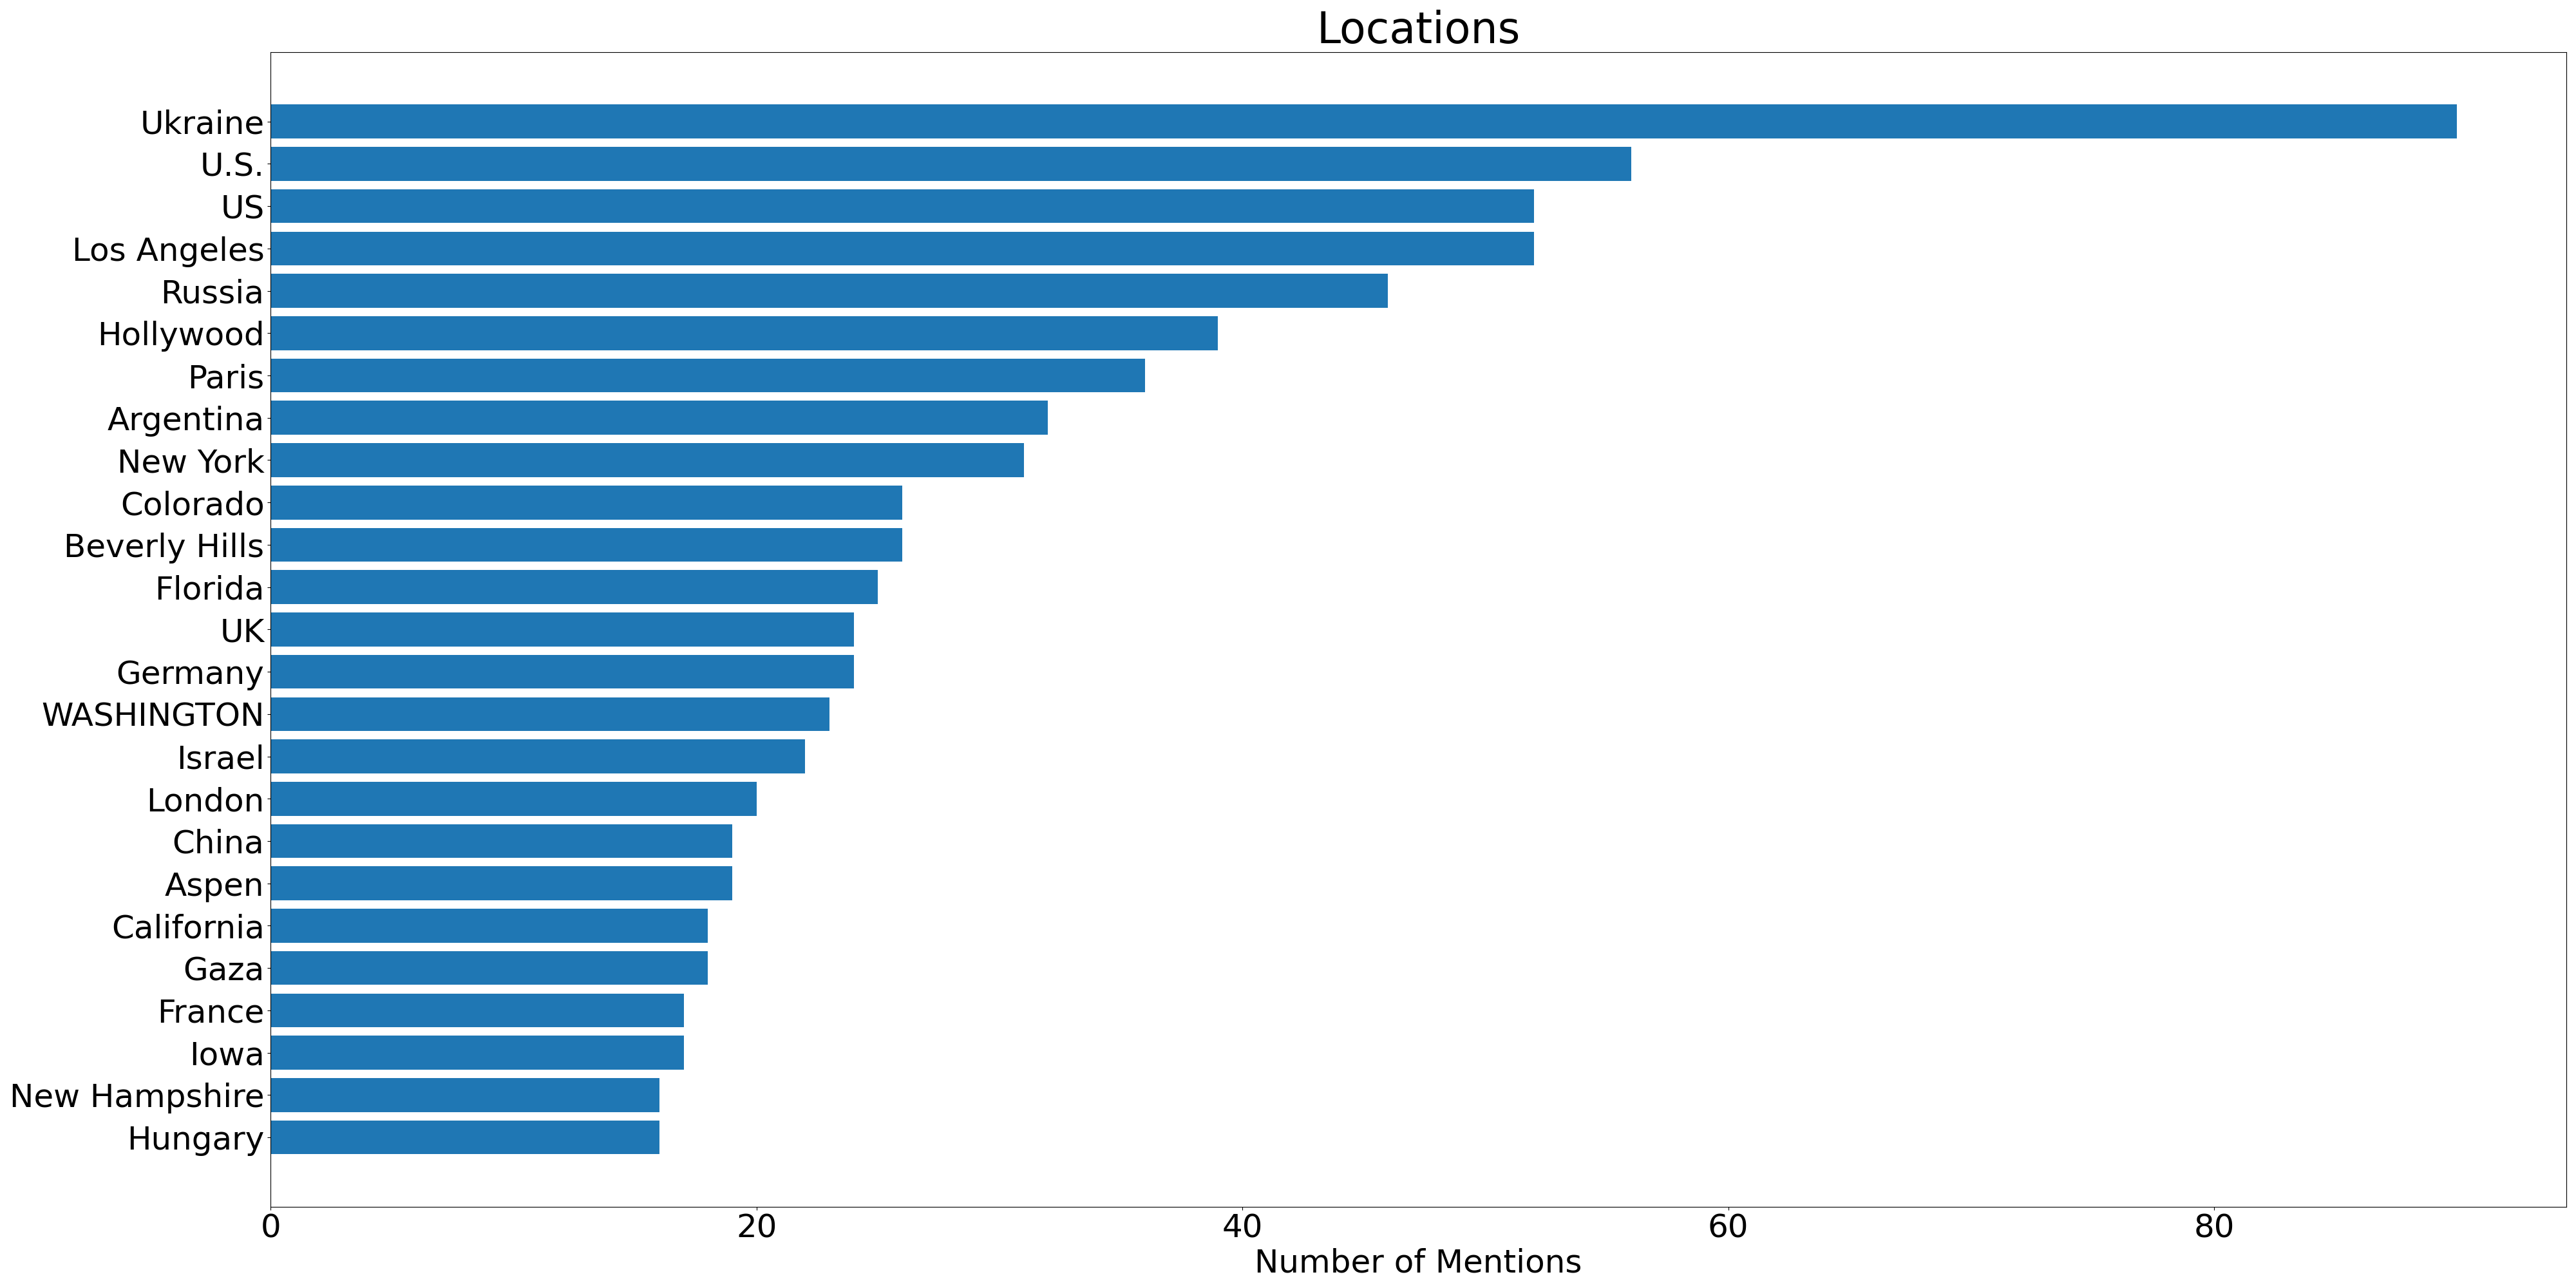 Locations
Ukraine
U.S.
US
Los Angeles
Russia
Hollywood
Paris
Argentina
New York
Colorado
Beverly Hills
Florida
UK
Germany
WASHINGTON
Israel
London
China
Aspen
California
Gaza
France
Iowa
New Hampshire
Hungary
0 20 40 60 80
Number of Mentions